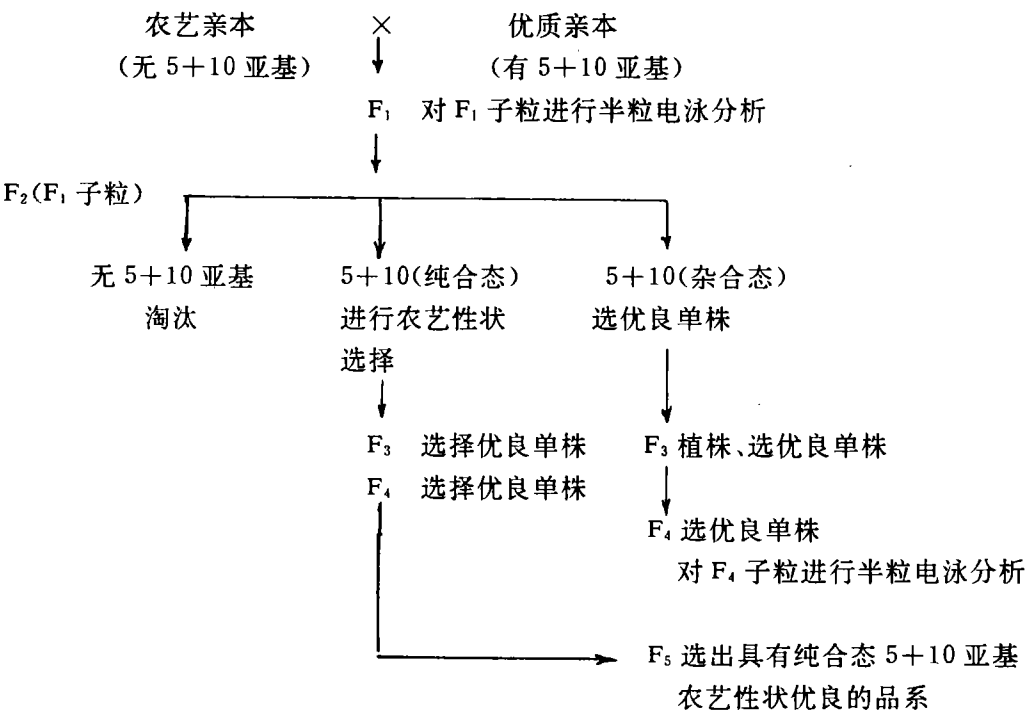 农艺亲本 × 优质亲本
(无 5+10 亚基) (有 5+10 亚基)
F₁ 对 F₁ 子粒进行半粒电泳分析
F₂(F₁ 子粒)
无 5+10 亚基 5+10(纯合态) 5+10(杂合态)
淘汰 进行农艺性状 选优良单株
选择
F₃ 选择优良单株 F₃ 植株、选优良单株
F₄ 选择优良单株
F₄ 选优良单株
对 F₄ 子粒进行半粒电泳分析
F₅ 选出具有纯合态 5+10 亚基
农艺性状优良的品系